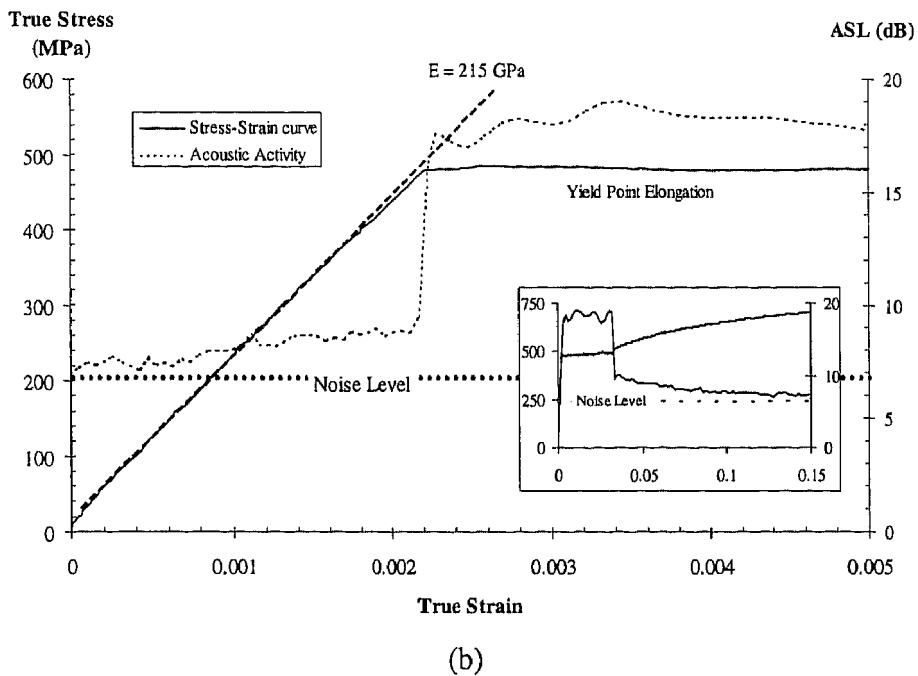 True Stress
(MPa)
ASL (dB)
E = 215 GPa
600
500
400
300
200
100
0
20
15
10
5
0
Stress-Strain curve
Acoustic Activity
Yield Point Elongation
Noise Level
750
500
250
0
20
10
0
Noise Level
0
0.05
0.1
0.15
0
0.001
0.002
0.003
0.004
0.005
True Strain
(b)